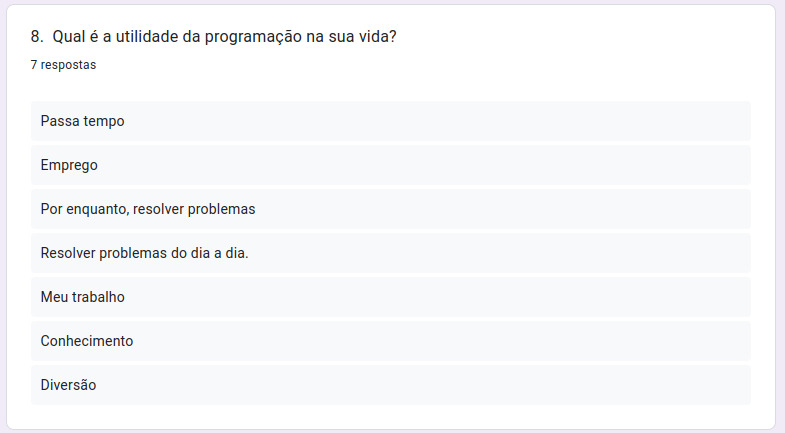 8. Qual é a utilidade da programação na sua vida?
7 respostas
Passa tempo
Emprego
Por enquanto, resolver problemas
Resolver problemas do dia a dia.
Meu trabalho
Conhecimento
Diversão